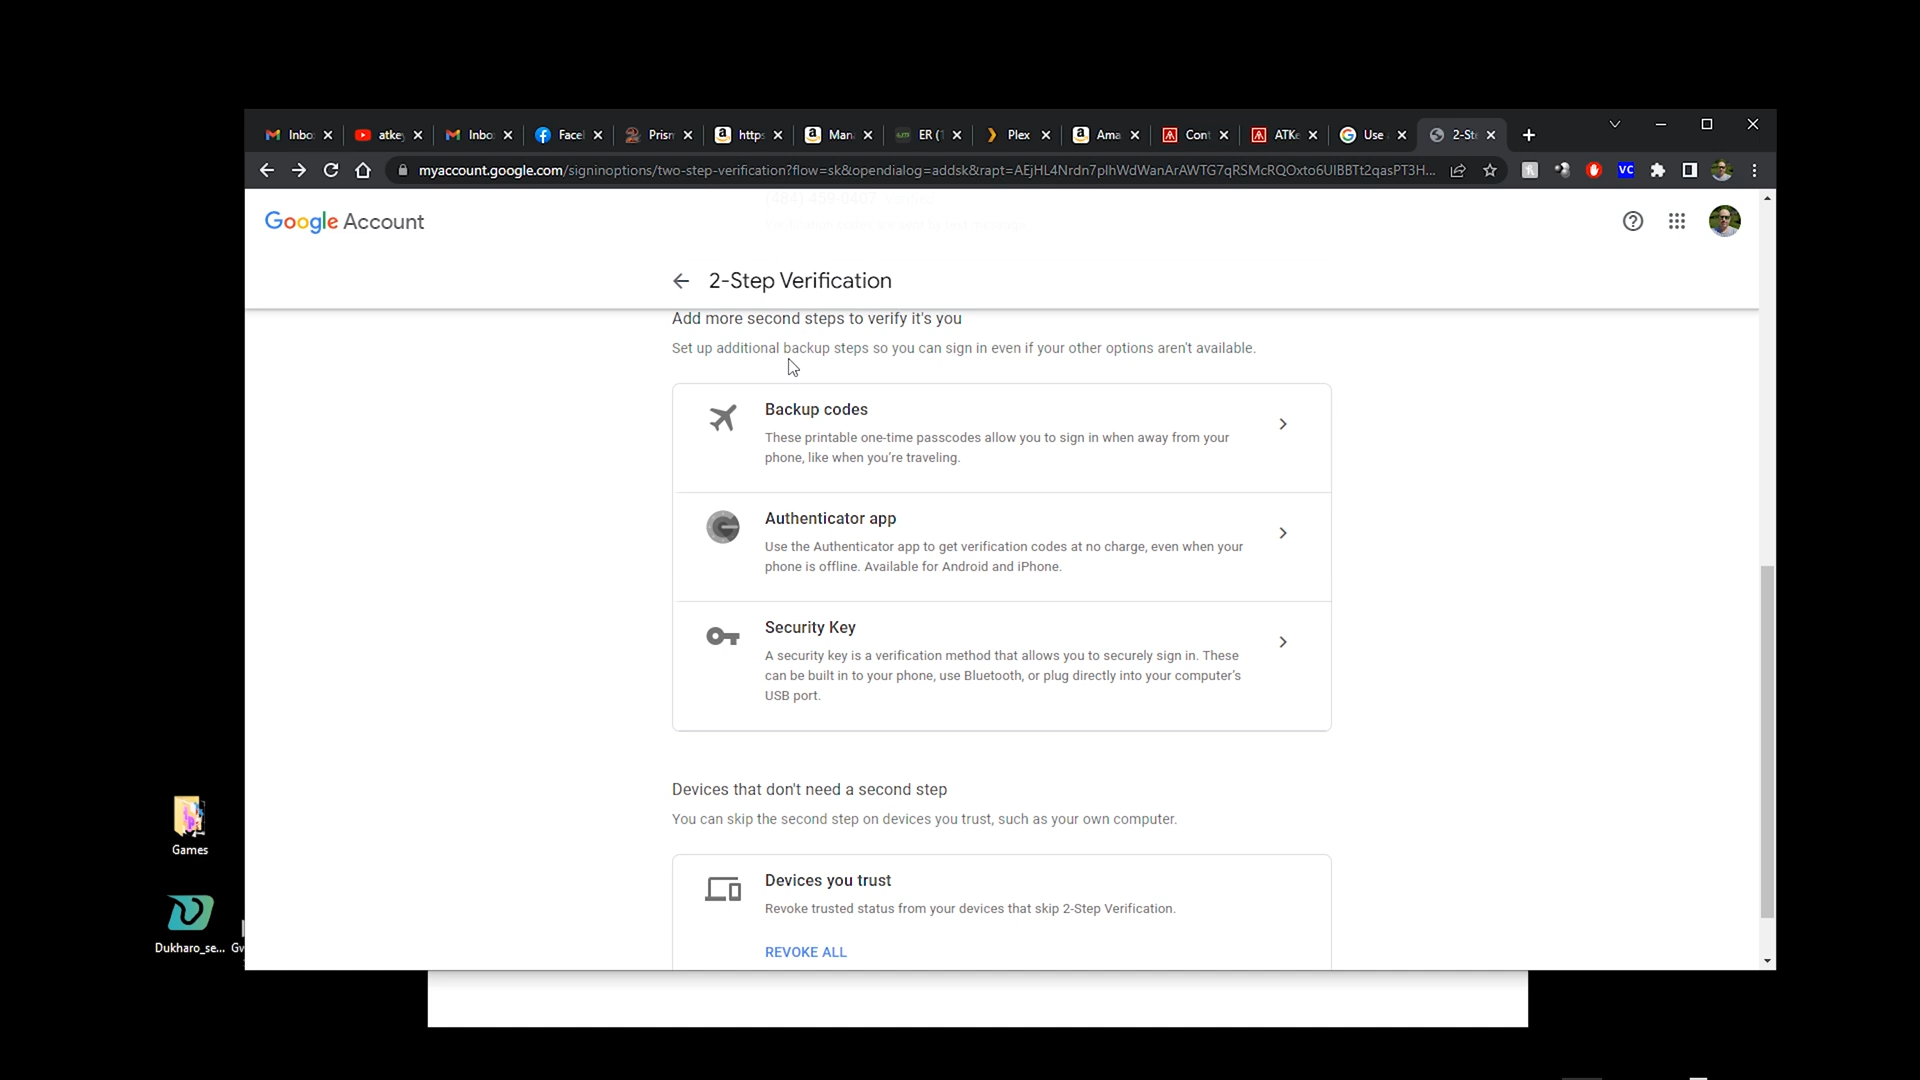 Inbo atke Inbo Facel Prisn https Man ER (1 Plex Ama Cont ATKe Use 2-Ste
myaccount.google.com/signinoptions/two-step-verification?flow=sk&opendialog=addsk&rapt=AEjHL4Nrdn7plhWdWanArAWTG7qRSMcRQOxto6UIBBTt2qasPT3H...
VC
Google Account
2-Step Verification
Add more second steps to verify it's you
Set up additional backup steps so you can sign in even if your other options aren't available.
Backup codes
These printable one-time passcodes allow you to sign in when away from your
phone, like when you're traveling.
Authenticator app
Use the Authenticator app to get verification codes at no charge, even when your
phone is offline. Available for Android and iPhone.
Security Key
A security key is a verification method that allows you to securely sign in. These
can be built in to your phone, use Bluetooth, or plug directly into your computer's
USB port.
Devices that don't need a second step
You can skip the second step on devices you trust, such as your own computer.
Devices you trust
Revoke trusted status from your devices that skip 2-Step Verification.
REVOKE ALL
Games
Dukharo_se... Gv